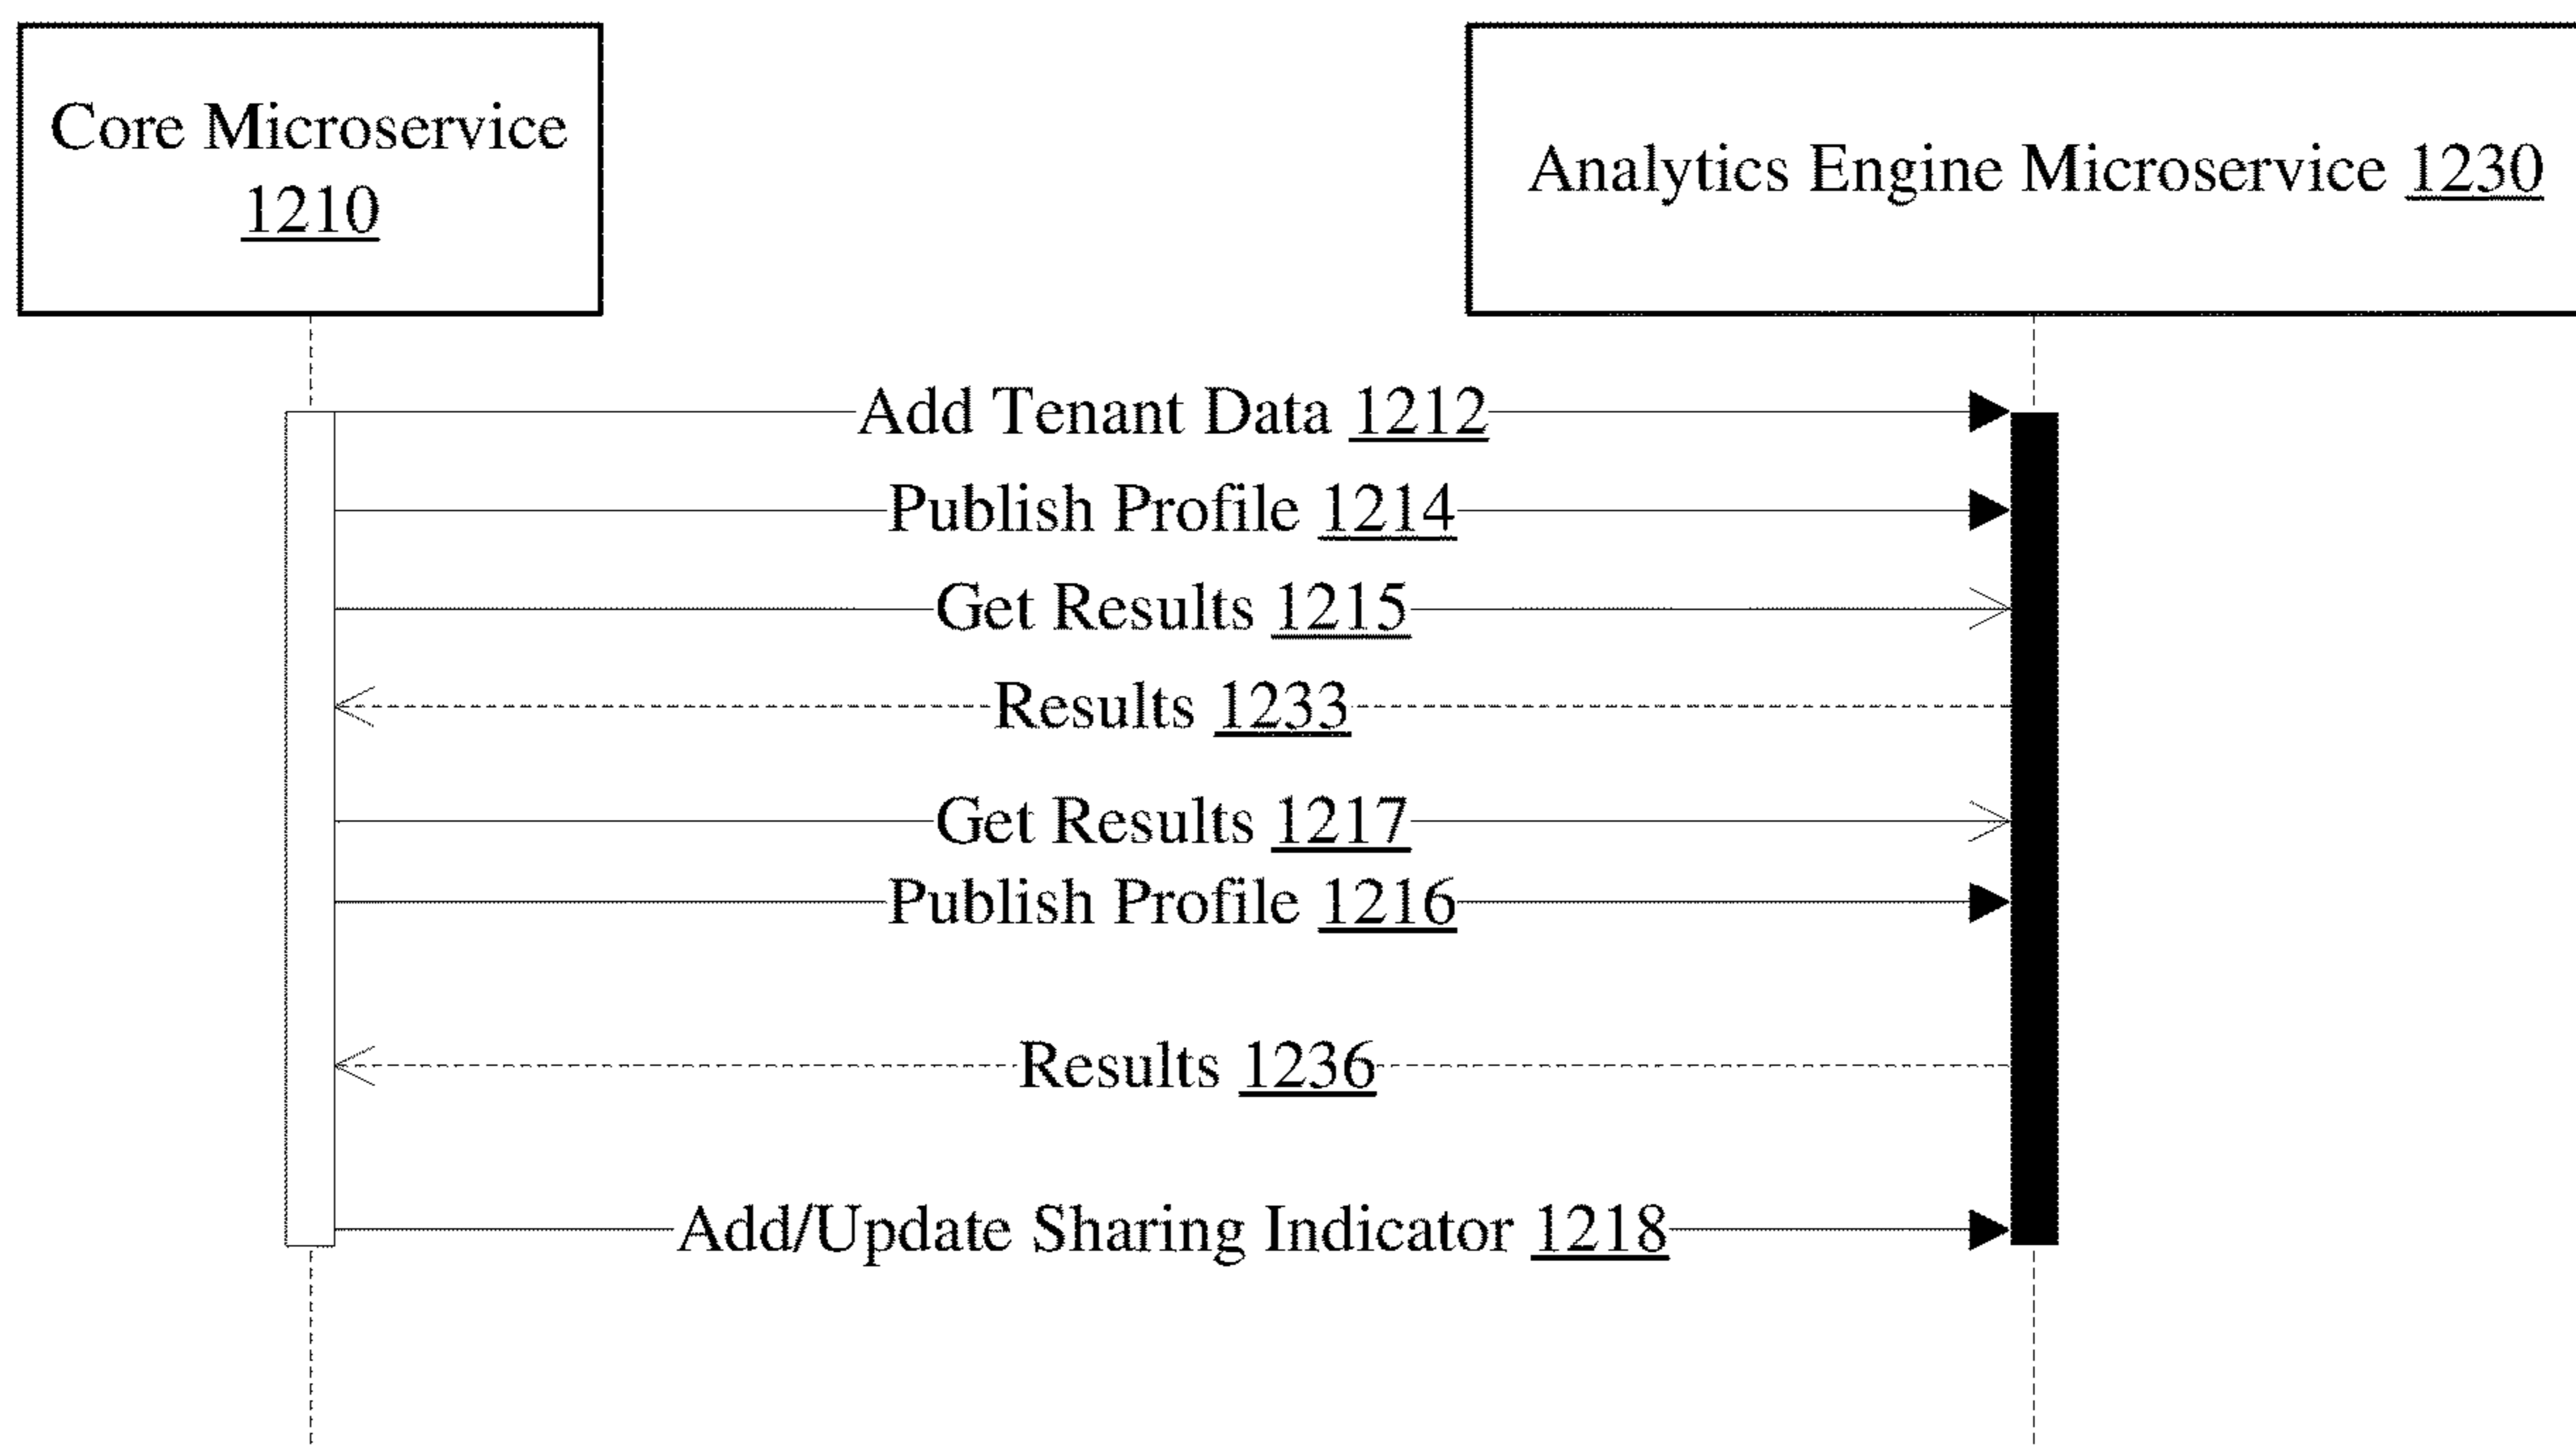 Core Microservice
1210
Analytics Engine Microservice 1230
Add Tenant Data 1212
Publish Profile 1214
Get Results 1215
Results 1233
Get Results 1217
Publish Profile 1216
Results 1236
Add/Update Sharing Indicator 1218